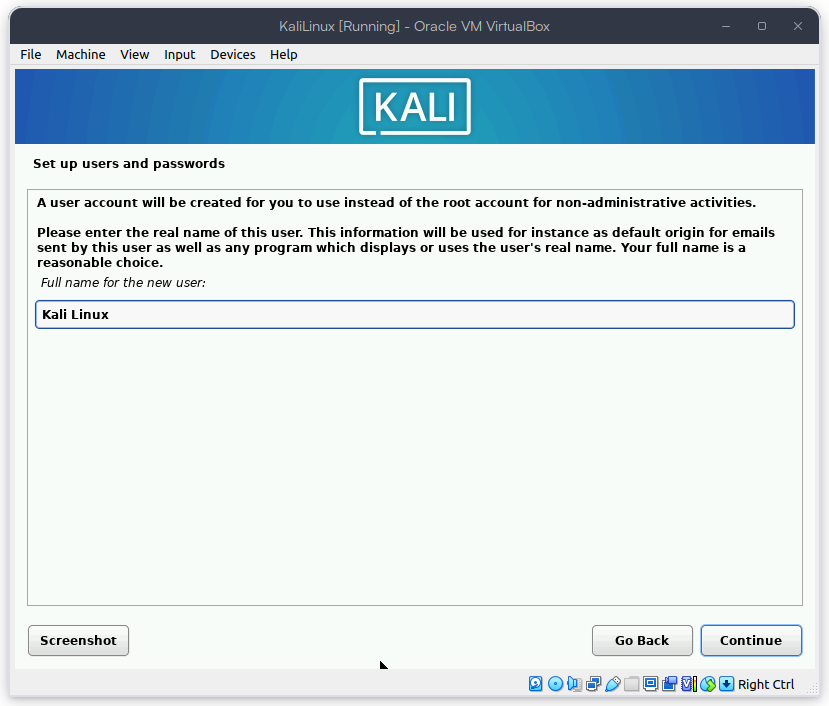 KaliLinux [Running] - Oracle VM VirtualBox
File Machine View Input Devices Help
KALI
Set up users and passwords
A user account will be created for you to use instead of the root account for non-administrative activities.
Please enter the real name of this user. This information will be used for instance as default origin for emails
sent by this user as well as any program which displays or uses the user's real name. Your full name is a
reasonable choice.
Full name for the new user:
Kali Linux
Screenshot Go Back Continue
Right Ctrl